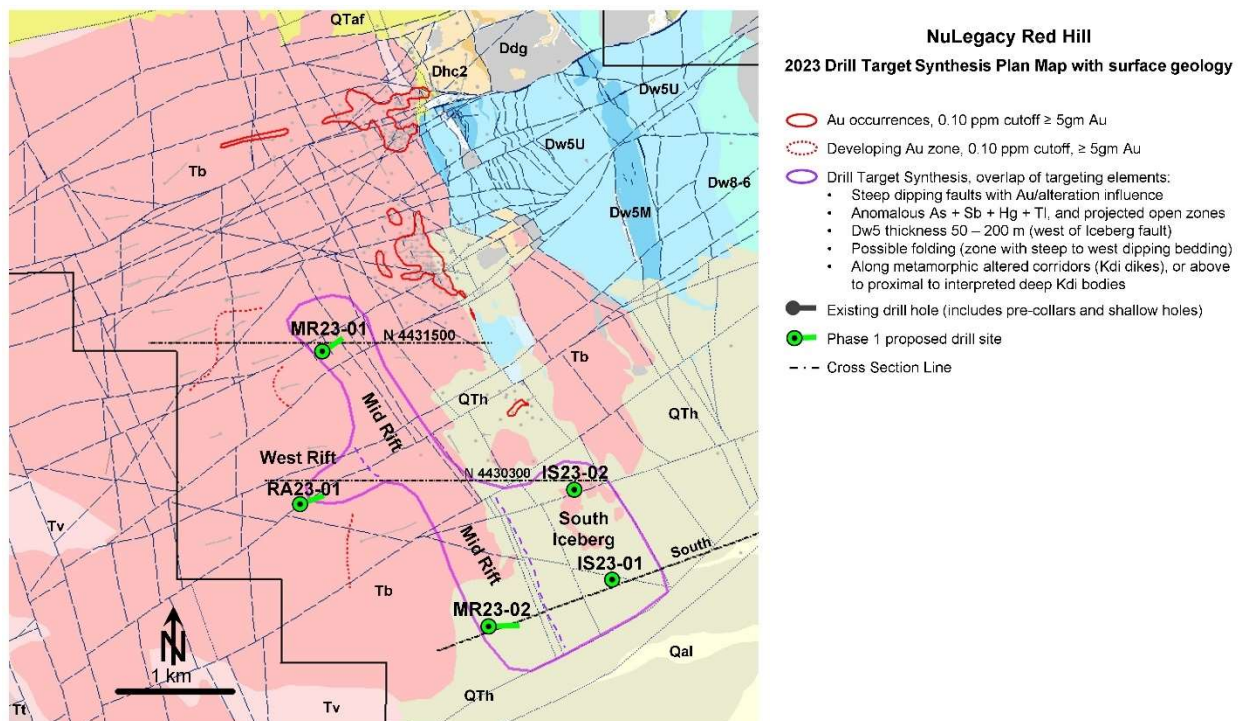 NuLegacy Red Hill
2023 Drill Target Synthesis Plan Map with surface geology
Au occurrences, 0.10 ppm cutoff ≥ 5gm Au
Developing Au zone, 0.10 ppm cutoff, ≥ 5gm Au
Drill Target Synthesis, overlap of targeting elements:
• Steep dipping faults with Au/alteration influence
• Anomalous As + Sb + Hg + Tl, and projected open zones
• Dw5 thickness 50 – 200 m (west of Iceberg fault)
• Possible folding (zone with steep to west dipping bedding)
• Along metamorphic altered corridors (Kdi dikes), or above
to proximal to interpreted deep Kdi bodies
Existing drill hole (includes pre-collars and shallow holes)
Phase 1 proposed drill site
Cross Section Line
QTaf
Ddg
Dhc2
Dw5U
Dw5U
Tb
Dw8-6
Dw5M
MR23-01
N 4431500
Tb
QTh
QTh
Mid Rift
West Rift
N 4430300
IS23-02
RA23-01
South
Iceberg
Tv
Mid Rift
South
IS23-01
Tb
MR23-02
N
Qal
1 km
QTh
Tt
Tv